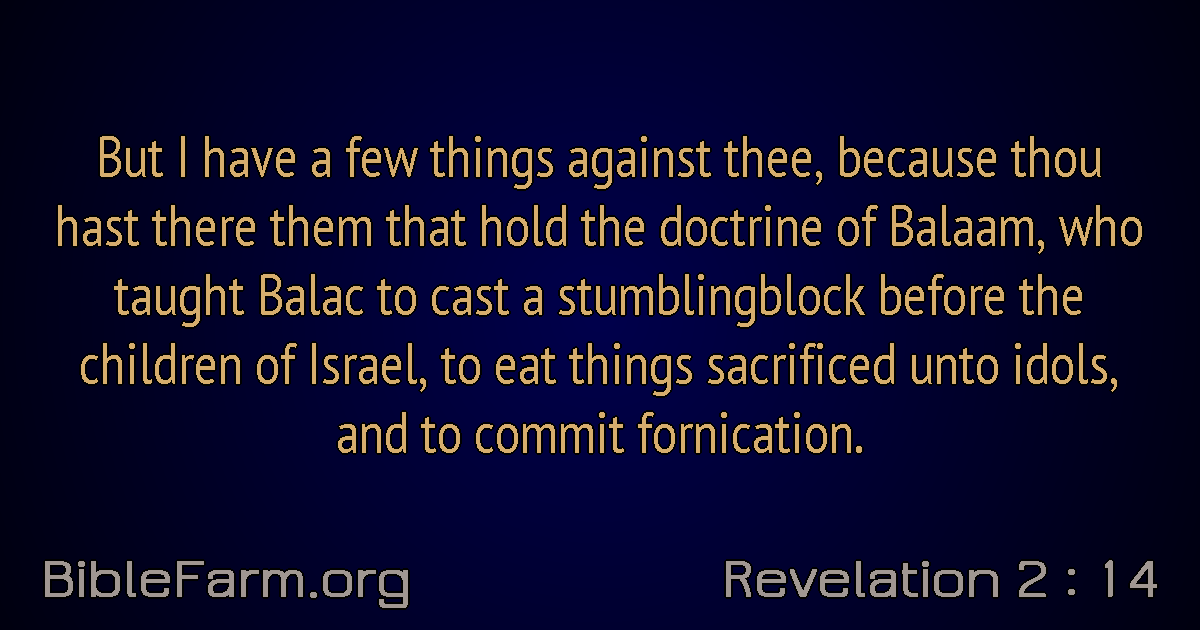 But I have a few things against thee, because thou
hast there them that hold the doctrine of Balaam, who
taught Balac to cast a stumblingblock before the
children of Israel, to eat things sacrificed unto idols,
and to commit fornication.
BibleFarm.org
Revelation 2 : 14